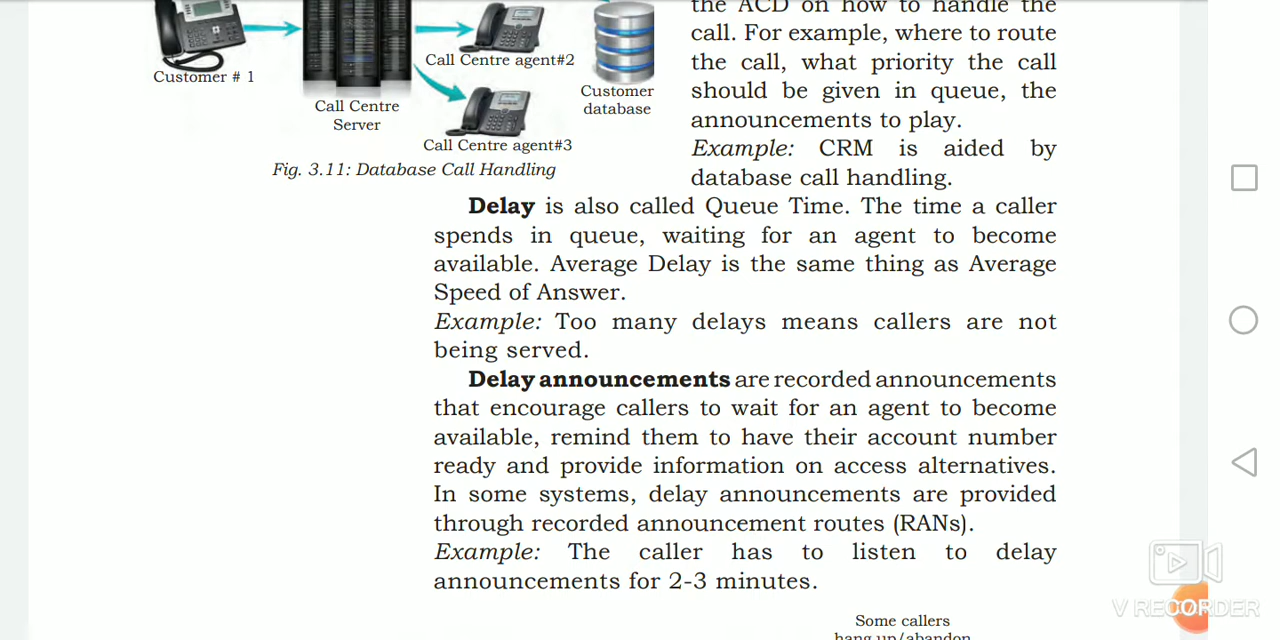 the ACD on how to handle the
call. For example, where to route
the call, what priority the call
should be given in queue, the
announcements to play.
Example: CRM is aided by
database call handling.
Customer # 1
Call Centre
Server
Call Centre agent#2
Call Centre agent#3
Customer
database
Fig. 3.11: Database Call Handling
Delay is also called Queue Time. The time a caller
spends in queue, waiting for an agent to become
available. Average Delay is the same thing as Average
Speed of Answer.
Example: Too many delays means callers are not
being served.
Delay announcements are recorded announcements
that encourage callers to wait for an agent to become
available, remind them to have their account number
ready and provide information on access alternatives.
In some systems, delay announcements are provided
through recorded announcement routes (RANs).
Example: The caller has to listen to delay
announcements for 2-3 minutes.
Some callers
hang up/abandon
V RECORDER